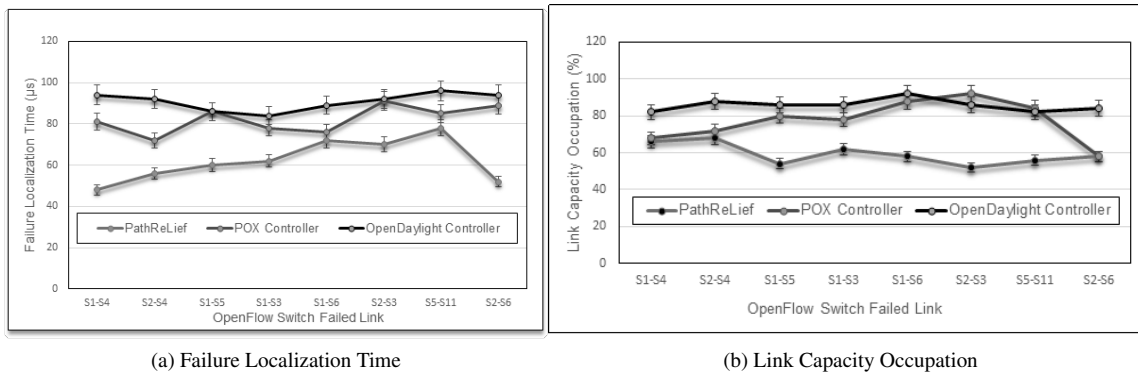 120
100
80
60
40
20
0
Failure Localization Time (µs)
PathReLief
POX Controller
OpenDaylight Controller
S1-S4
S2-S4
S1-S5
S1-S3
S1-S6
S2-S3
S5-S11
S2-S6
OpenFlow Switch Failed Link
(a) Failure Localization Time
120
100
80
60
40
20
0
Link Capacity Occupation (%)
PathReLief
POX Controller
OpenDaylight Controller
S1-S4
S2-S4
S1-S5
S1-S3
S1-S6
S2-S3
S5-S11
S2-S6
OpenFlow Switch Failed Link
(b) Link Capacity Occupation